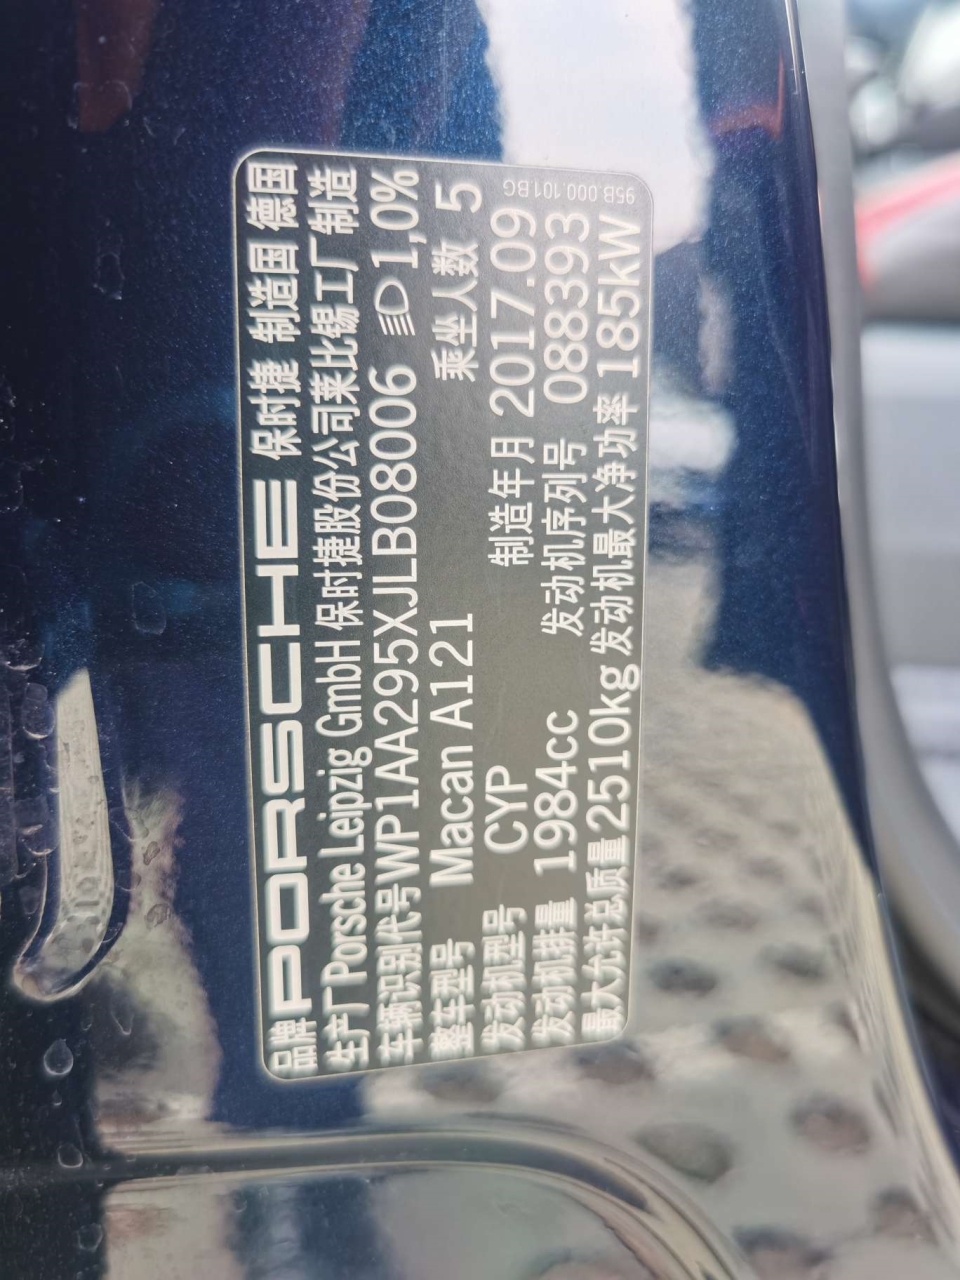 品牌 PORSCHE 保时捷 制造国 德国
生产厂 Porsche Leipzig GmbH 保时捷股份公司莱比锡工厂制造
车辆识别代号 WP1AA295XJLB08006 1,0%
整车型号 Macan A121 乘坐人数 5
发动机型号 CYP 制造年月 2017.09
发动机排量 1984cc 发动机序列号 088393
最大允许总质量 2510kg 发动机最大净功率 185kW
95B.000.101.BG